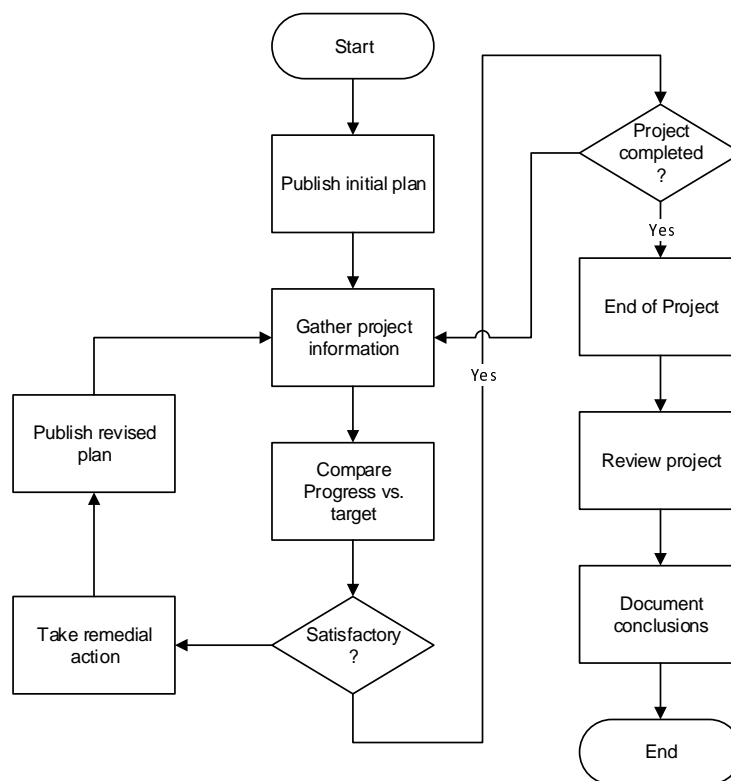 Start
Publish initial plan
Gather project
information
Compare
Progress vs.
target
Satisfactory
?
Take remedial
action
Publish revised
plan
Yes
Project
completed
?
Yes
End of Project
Review project
Document
conclusions
End